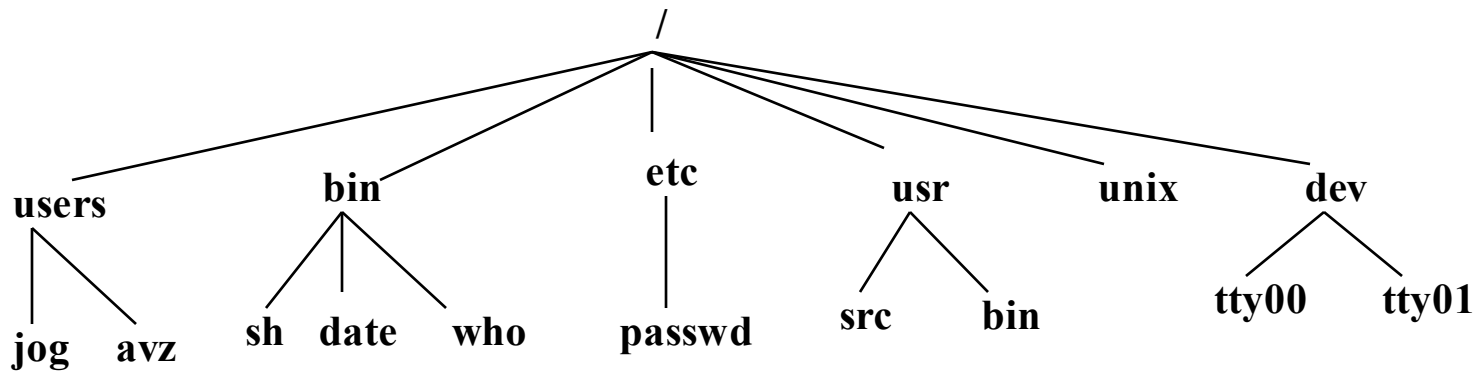 /
users bin etc usr unix dev
jog avz sh date who passwd src bin tty00 tty01